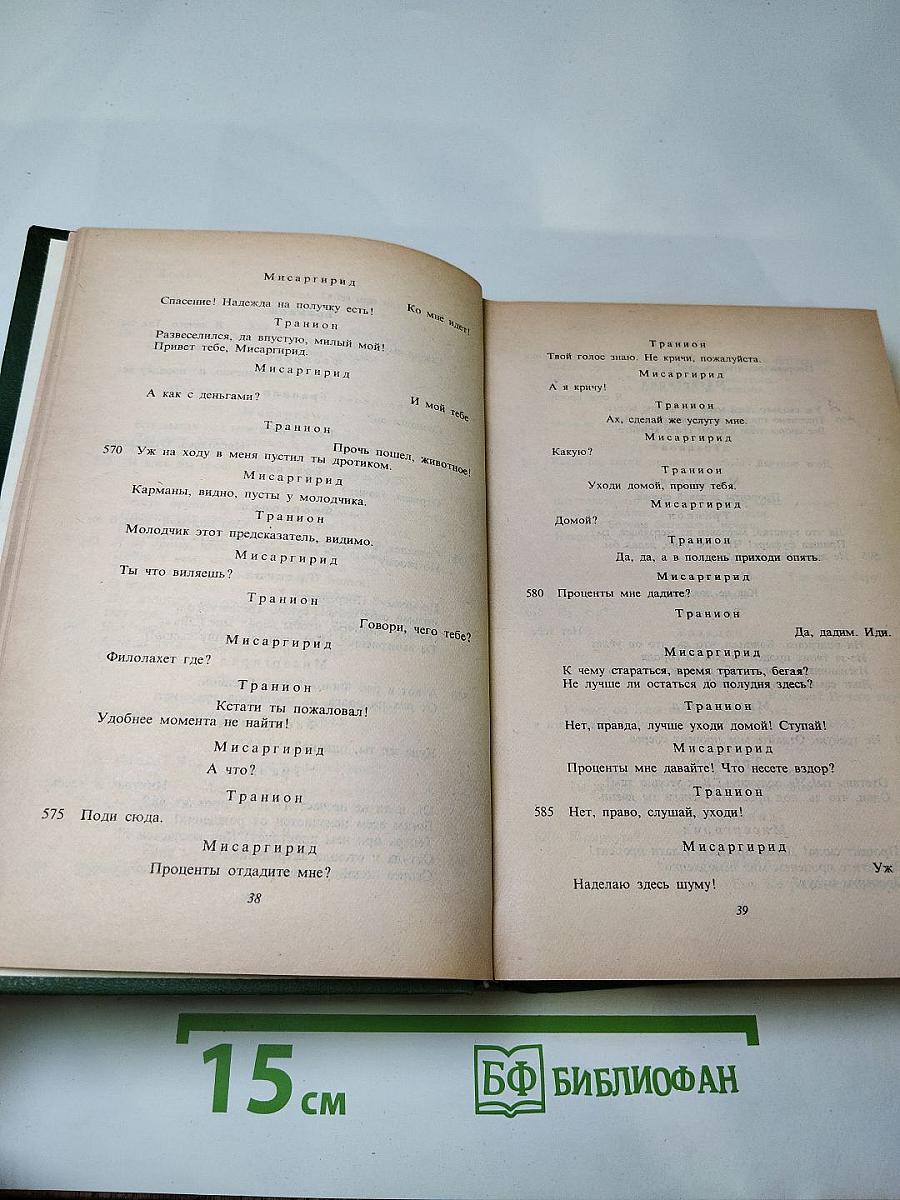 Мисаргирид
Ко мне идет!
Спасение! Надежда на получку есть!
Транион
Развеселился, да впустую, милый мой!
Привет тебе, Мисаргирид.
Мисаргирид
И мой тебе
А как с деньгами?
Транион
Прочь пошел, животное!
570 Уж на ходу в меня пустил ты дротиком.
Мисаргирид
Карманы, видно, пусты у молодчика.
Транион
Молодчик этот предсказатель, видимо.
Мисаргирид
Ты что виляешь?
Транион
Говори, чего тебе?
Мисаргирид
Филолахет где?
Транион
Кстати ты пожаловал!
Удобнее момента не найти!
Мисаргирид
А что?
Транион
575 Поди сюда.
Мисаргирид
Проценты отдадите мне?
38
Транион
Твой голос знаю. Не кричи, пожалуйста.
Мисаргирид
А я кричу!
Транион
Ах, сделай же услугу мне.
Мисаргирид
Какую?
Транион
Уходи домой, прошу тебя.
Мисаргирид
Домой?
Транион
Да, да, а в полдень приходи опять.
Мисаргирид
580 Проценты мне дадите?
Транион
Да, дадим. Иди.
Мисаргирид
К чему стараться, время тратить, бегая?
Не лучше ли остаться до полудня здесь?
Транион
Нет, правда, лучше уходи домой! Ступай!
Мисаргирид
Проценты мне давайте! Что несете вздор?
Транион
585 Нет, право, слушай, уходи!
Мисаргирид
Уж
Наделаю здесь шуму!
39
15 см
БФ БИБЛИОФАН